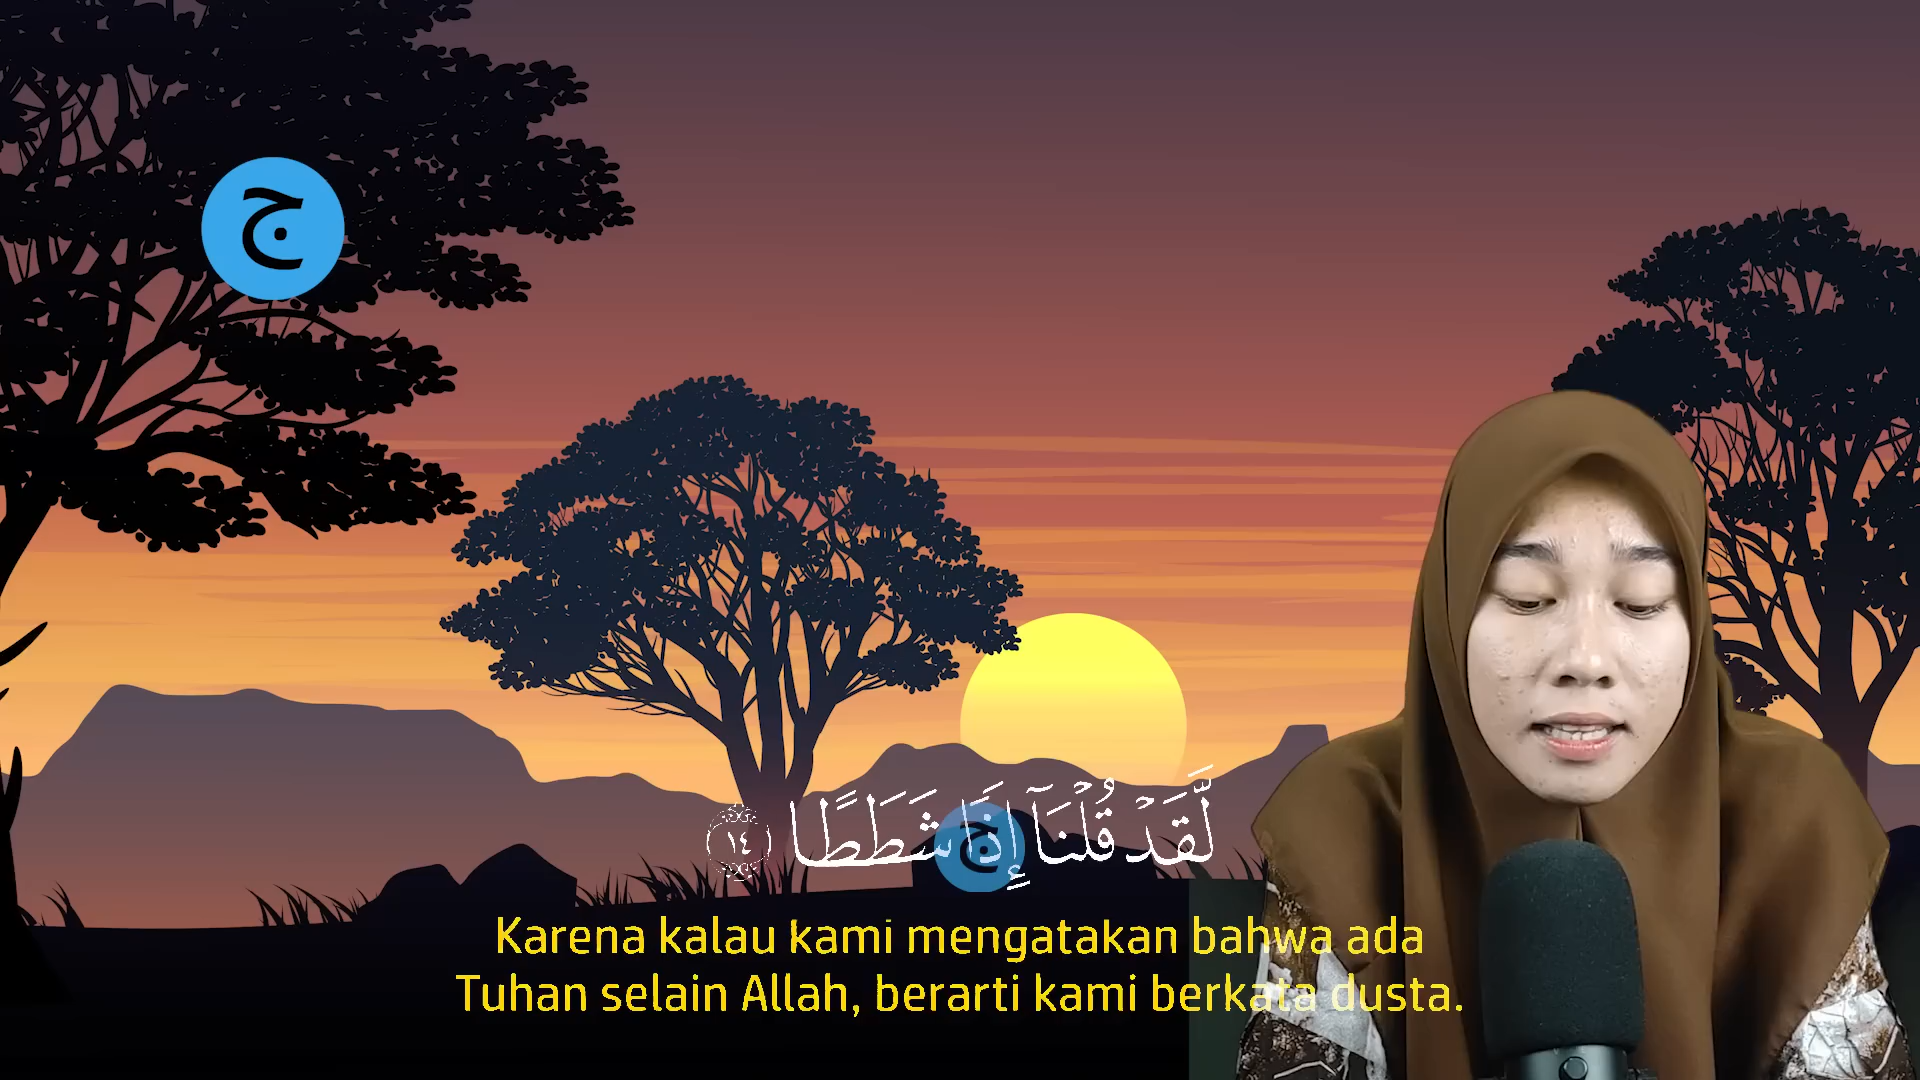 ج
لَّقَدْ قُلْنَآ إِذًا شَطَطًا ١٤
ج
Karena kalau kami mengatakan bahwa ada
Tuhan selain Allah, berarti kami berkata dusta.